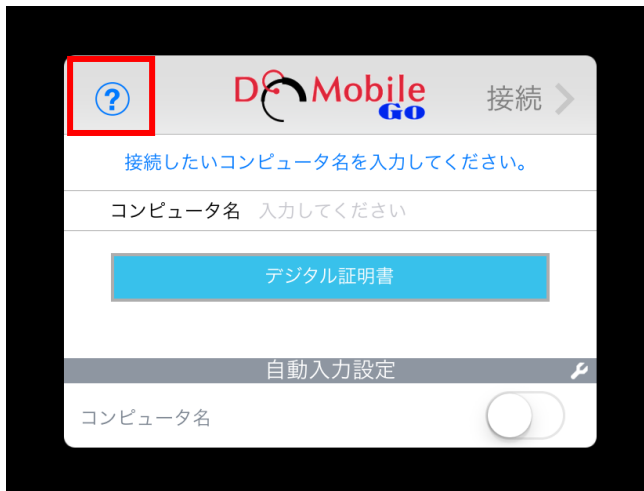 ? DoMobile 接続
GO
接続したいコンピュータ名を入力してください。
コンピュータ名 入力してください
デジタル証明書
自動入力設定
コンピュータ名